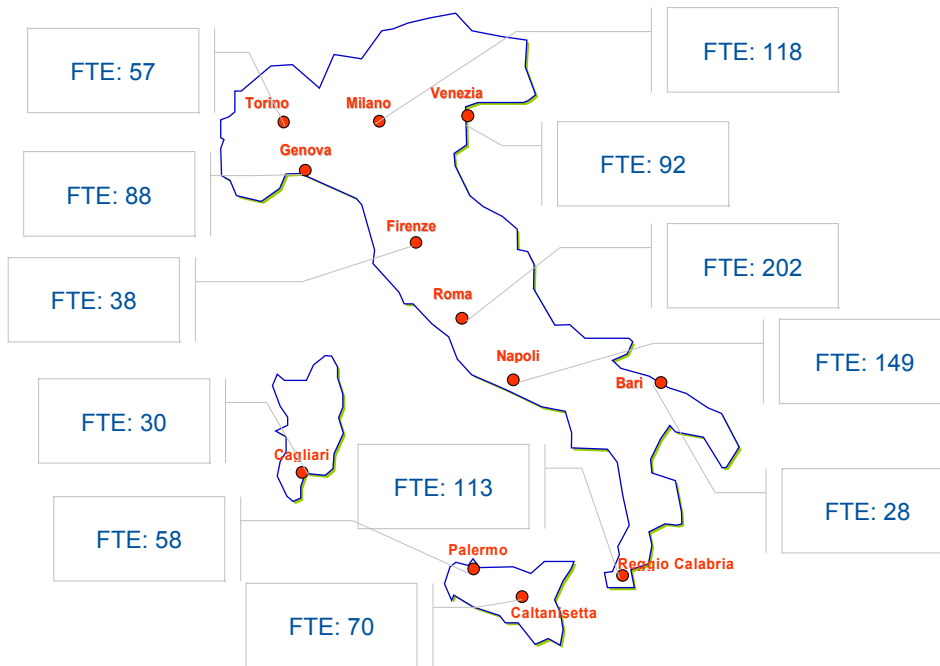 FTE: 57
FTE: 118
Torino
Milano
Venezia
Genova
FTE: 88
FTE: 92
Firenze
FTE: 38
FTE: 202
Roma
Napoli
FTE: 149
Bari
FTE: 30
Cagliari
FTE: 113
FTE: 28
FTE: 58
Palermo
Reggio Calabria
Caltanisetta
FTE: 70